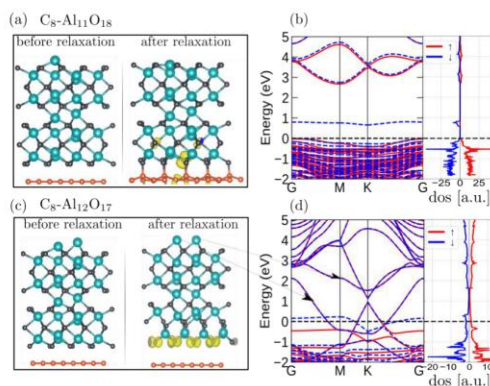 (a) C₈-Al₁₁O₁₈
before relaxation after relaxation
(b)
Energy (eV)
5
4
3
2
1
0
−1
−2
G M K G
↑
↓
−25 0 25
dos [a.u.]
(c) C₈-Al₁₂O₁₇
before relaxation after relaxation
(d)
Energy (eV)
5
4
3
2
1
0
−1
−2
G M K G
↑
↓
−20 −10 0 10
dos [a.u.]